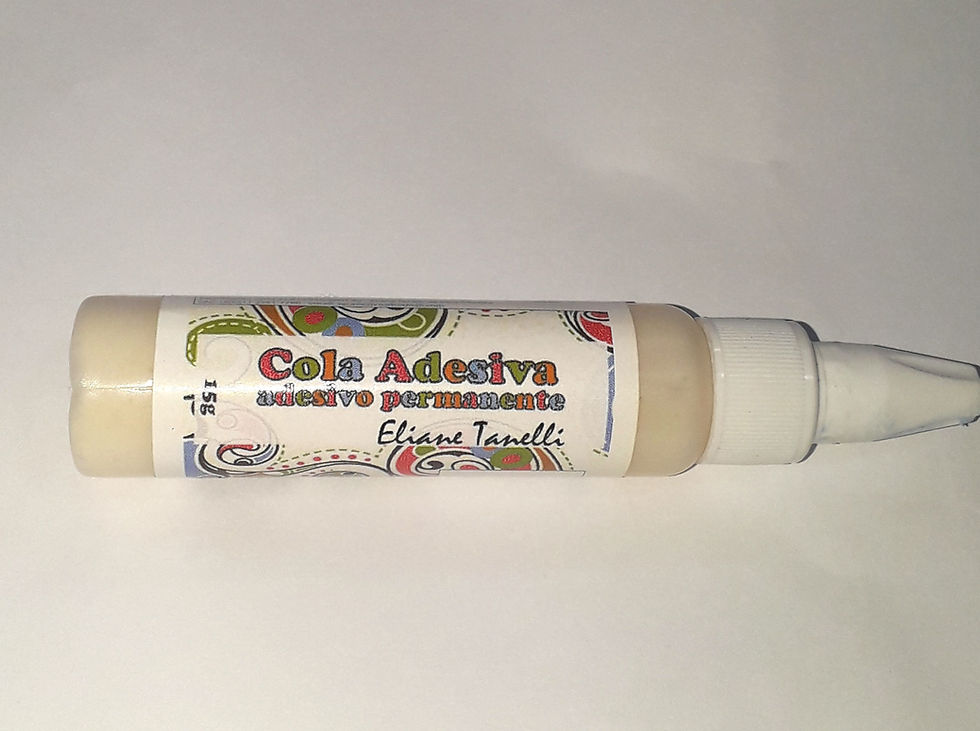 Cola Adesiva
adesivo permanente
Eliane Tanelli
15g